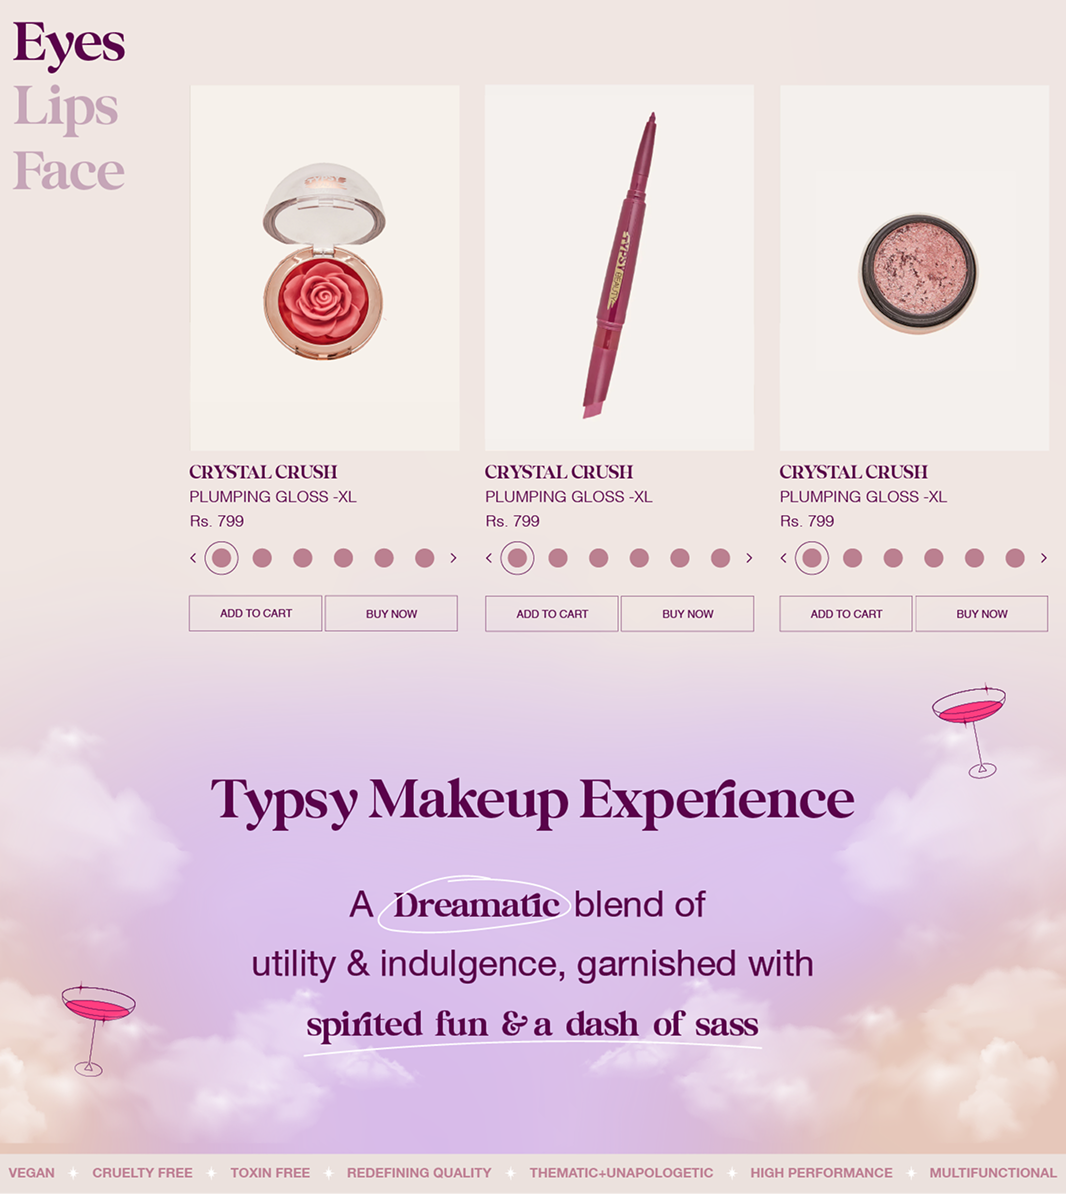 Eyes
Lips
Face
TYPSY
BEAUTY
CRYSTAL CRUSH
PLUMPING GLOSS -XL
Rs. 799
ADD TO CART
BUY NOW
CRYSTAL CRUSH
PLUMPING GLOSS -XL
Rs. 799
ADD TO CART
BUY NOW
CRYSTAL CRUSH
PLUMPING GLOSS -XL
Rs. 799
ADD TO CART
BUY NOW
Typsy Makeup Experience
A Dreamatic blend of
utility & indulgence, garnished with
spirited fun & a dash of sass
VEGAN CRUELTY FREE TOXIN FREE REDEFINING QUALITY THEMATIC+UNAPOLOGETIC HIGH PERFORMANCE MULTIFUNCTIONAL